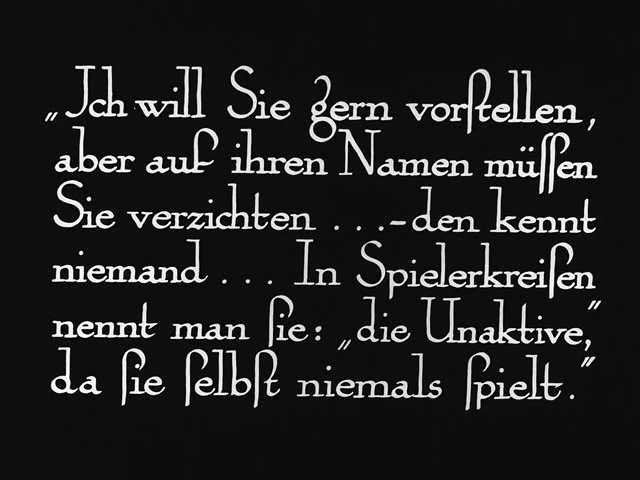 „Ich will Sie gern vorſtellen,
aber auf ihren Namen müſſen
Sie verzichten ...–den kennt
niemand ... In Spielerkreiſen
nennt man ſie: „die Unaktive,”
da ſie ſelbſt niemals ſpielt.”